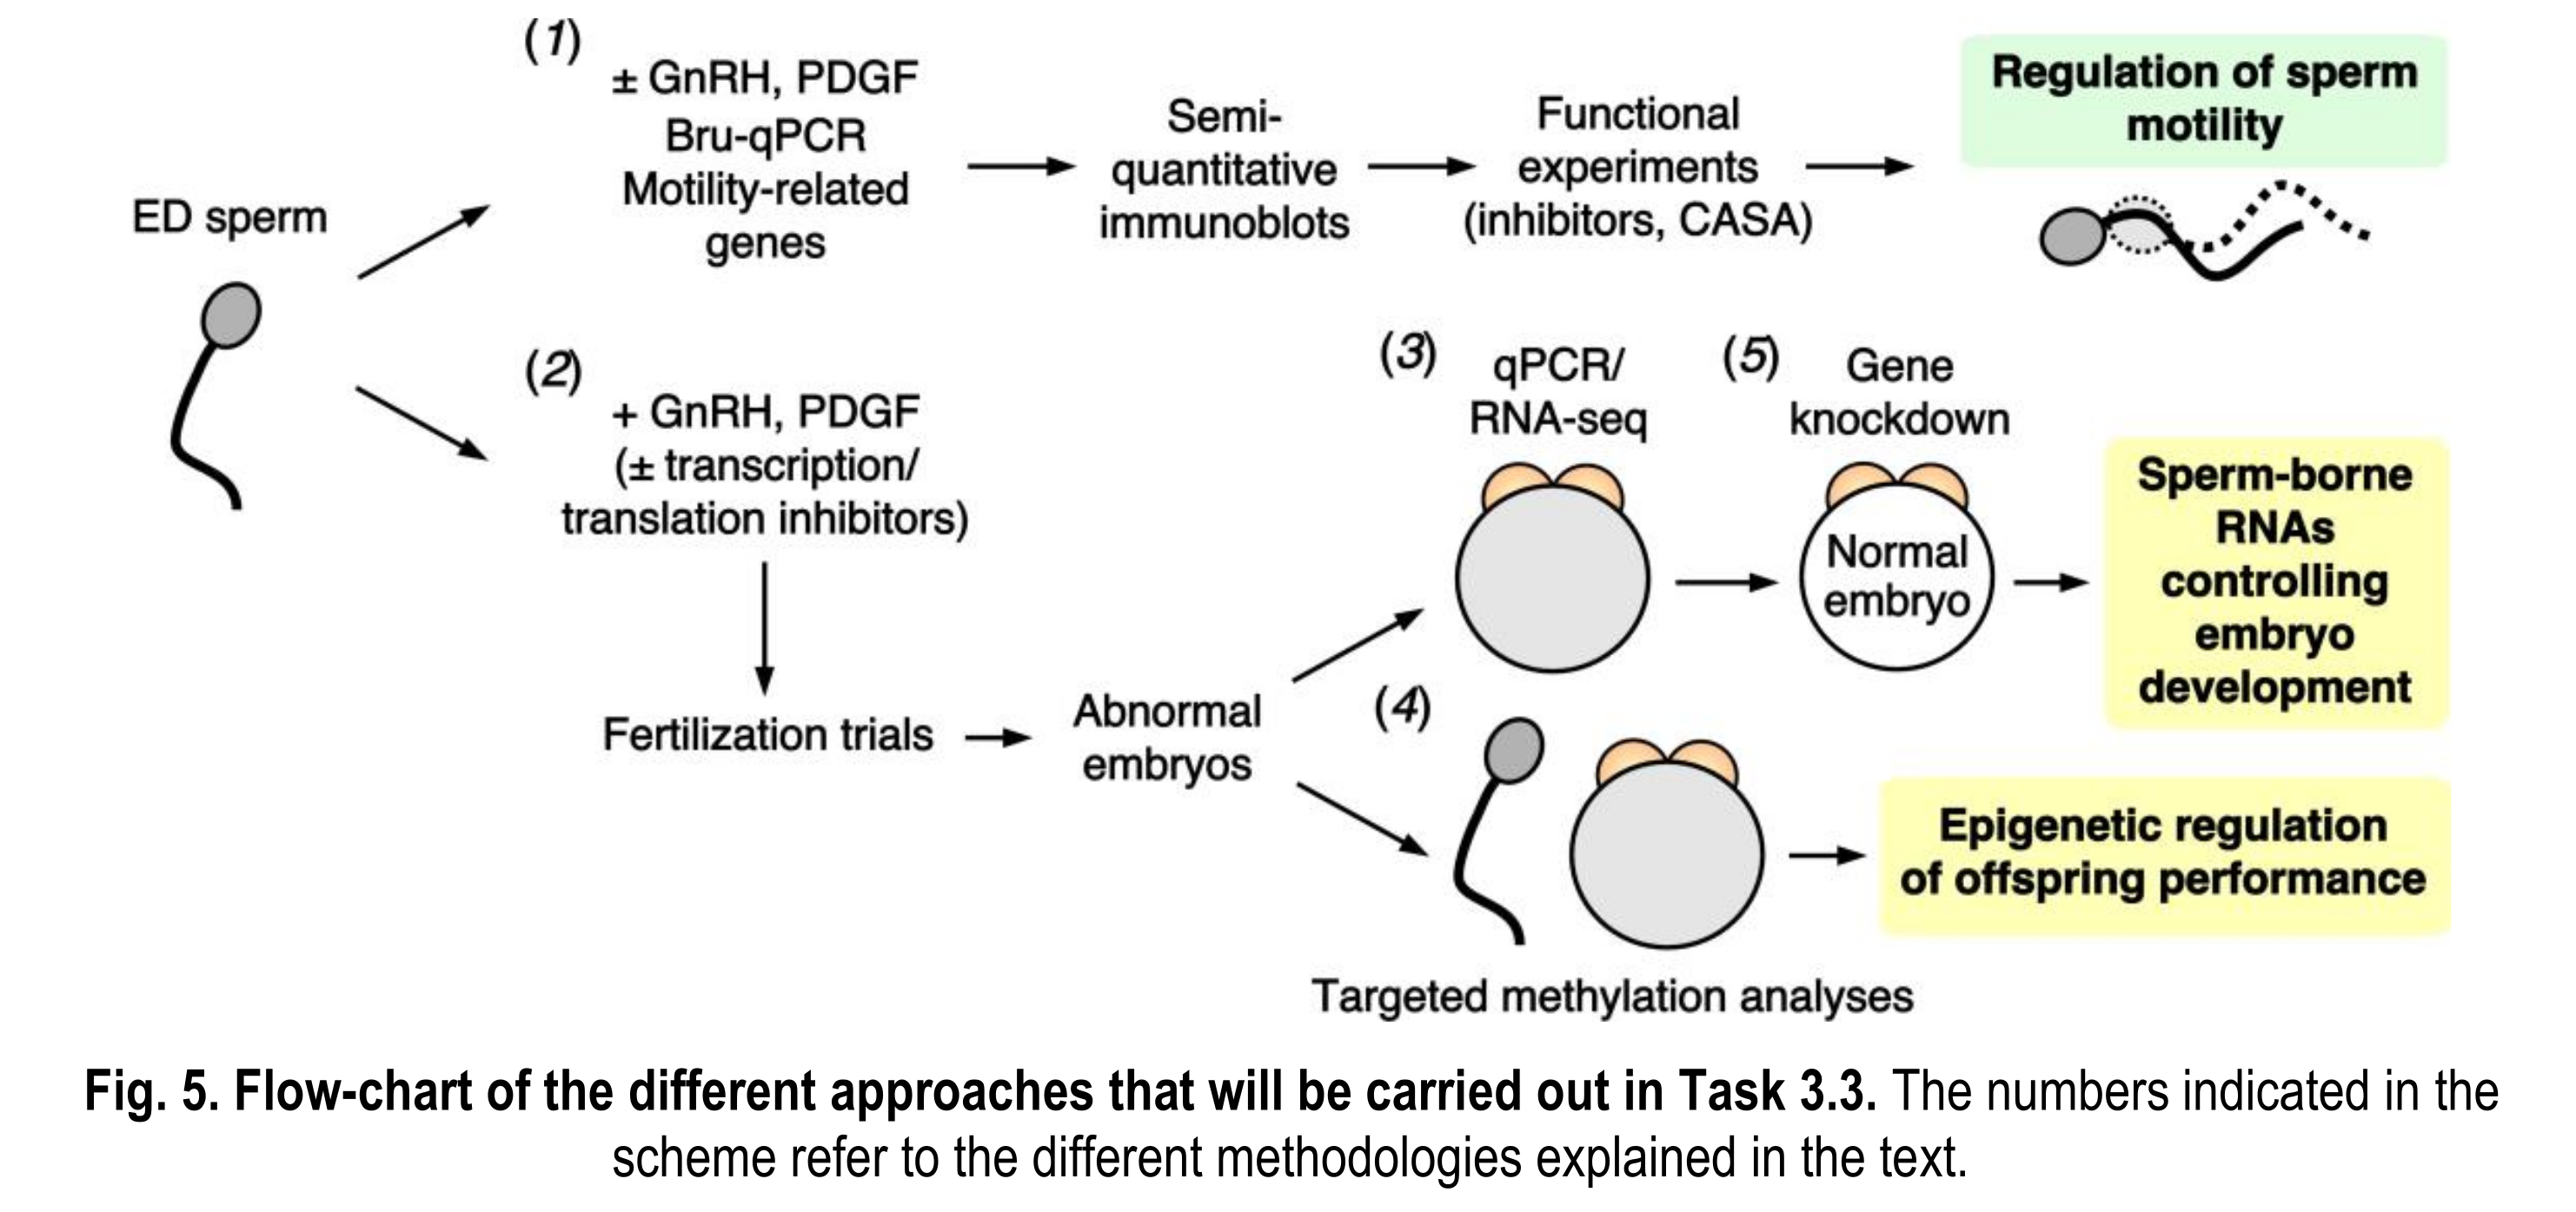 ED sperm
(1)
± GnRH, PDGF
Bru-qPCR
Motility-related
genes
Semi-
quantitative
immunoblots
Functional
experiments
(inhibitors, CASA)
Regulation of sperm
motility
(2)
+ GnRH, PDGF
(± transcription/
translation inhibitors)
Fertilization trials
Abnormal
embryos
(3)
qPCR/
RNA-seq
(5)
Gene
knockdown
Normal
embryo
Sperm-borne
RNAs
controlling
embryo
development
(4)
Targeted methylation analyses
Epigenetic regulation
of offspring performance
Fig. 5. Flow-chart of the different approaches that will be carried out in Task 3.3. The numbers indicated in the
scheme refer to the different methodologies explained in the text.